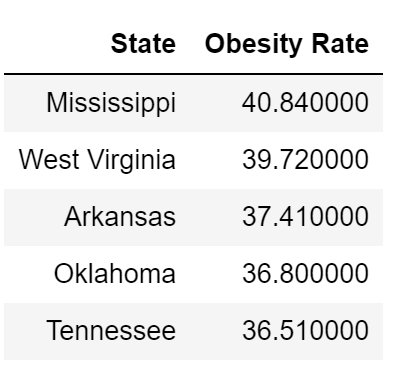 State Obesity Rate
Mississippi 40.840000
West Virginia 39.720000
Arkansas 37.410000
Oklahoma 36.800000
Tennessee 36.510000